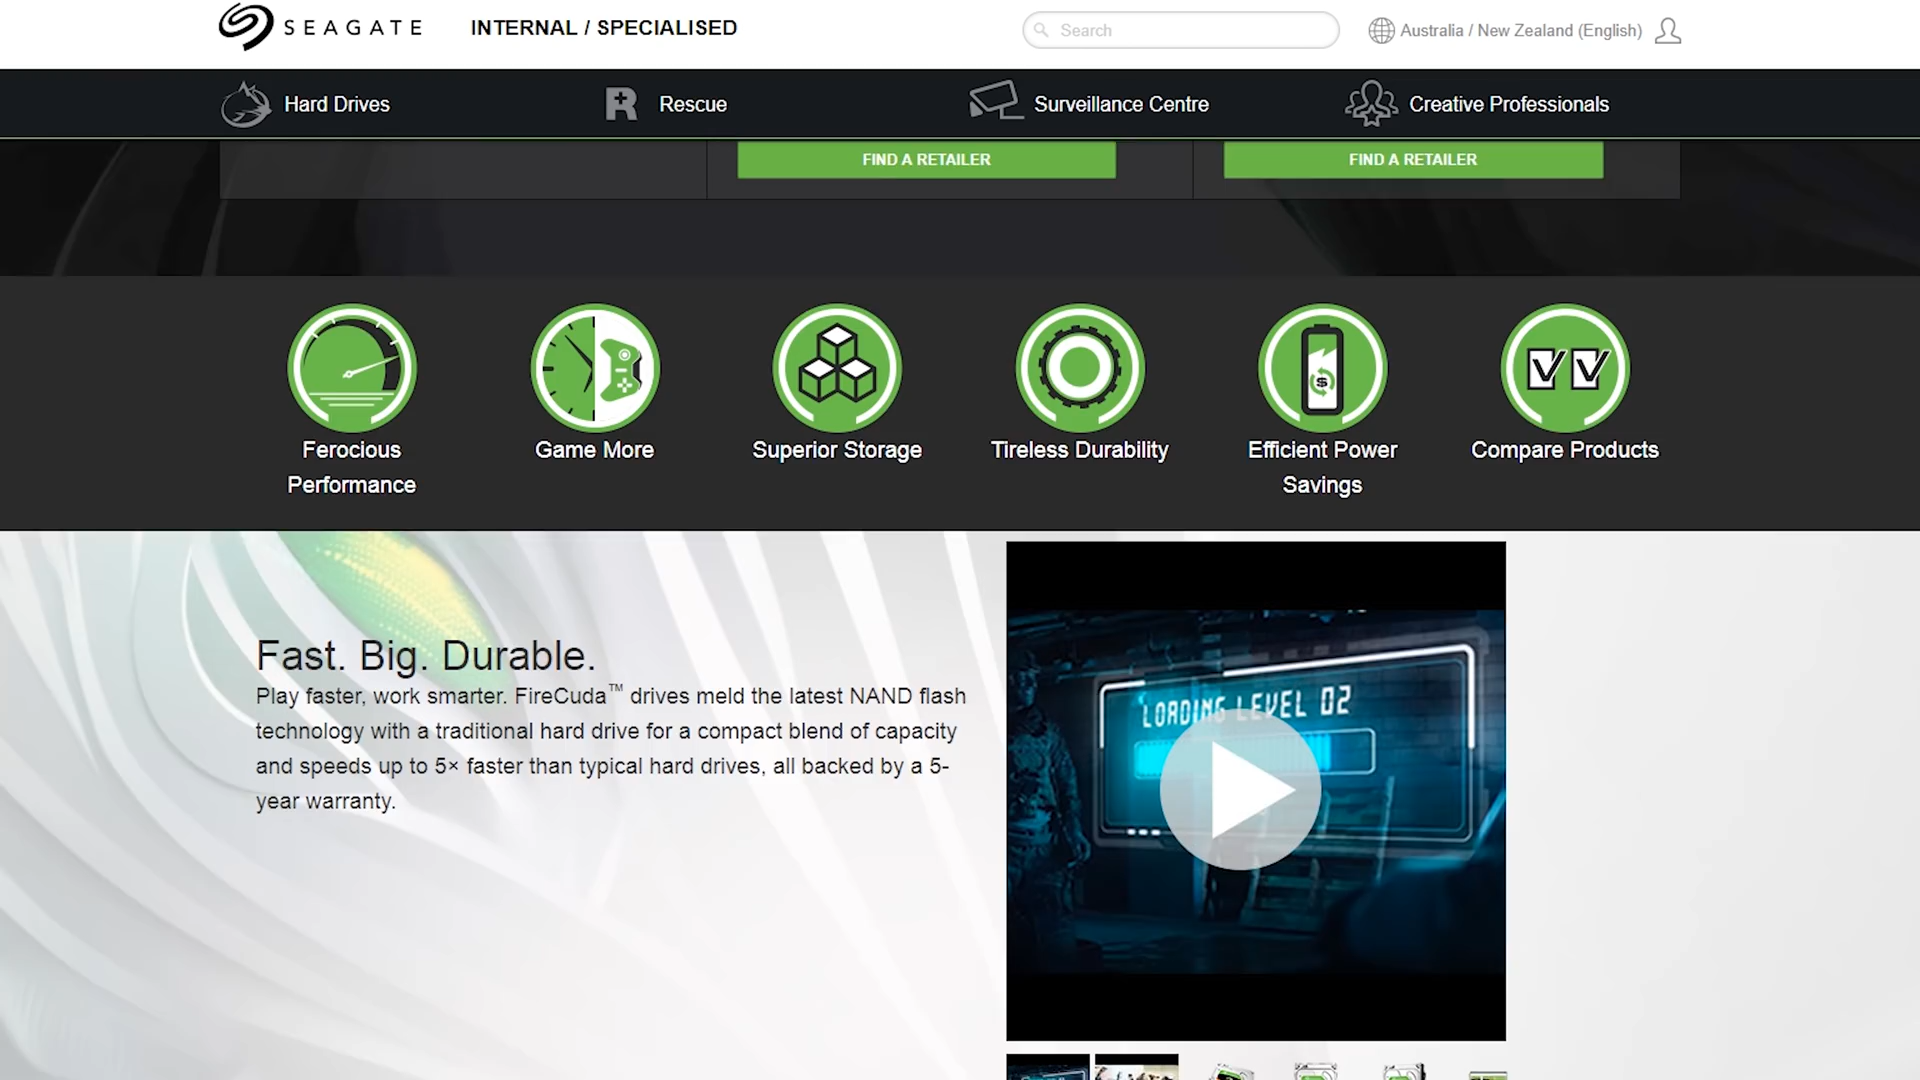 SEAGATE
INTERNAL / SPECIALISED
Search
Australia / New Zealand (English)
Hard Drives
Rescue
Surveillance Centre
Creative Professionals
FIND A RETAILER
FIND A RETAILER
Ferocious
Performance
Game More
Superior Storage
Tireless Durability
Efficient Power
Savings
Compare Products
Fast. Big. Durable.
Play faster, work smarter. FireCuda™ drives meld the latest NAND flash
technology with a traditional hard drive for a compact blend of capacity
and speeds up to 5× faster than typical hard drives, all backed by a 5-
year warranty.
LOADING LEVEL 02